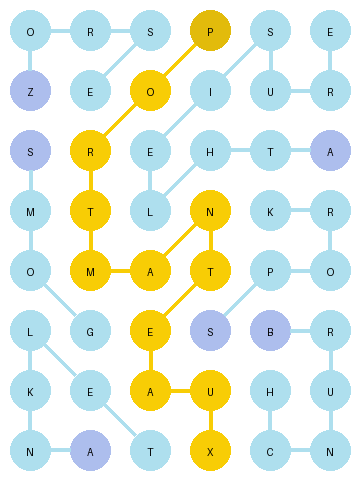 O R S P S E
Z E O I U R
S R E H T A
M T L N K R
O M A T P O
L G E S B R
K E A U H U
N A T X C N